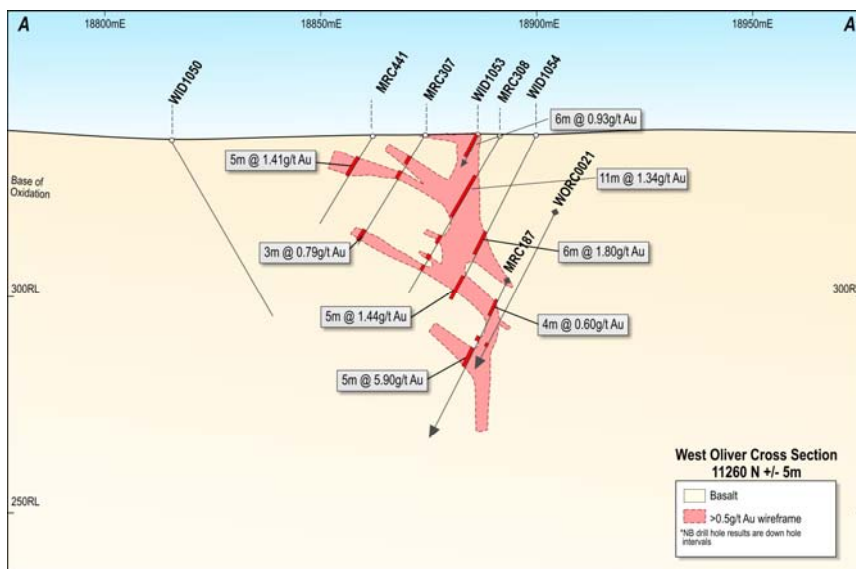 A
18800mE
18850mE
18900mE
18950mE
A
WID1050
MRC441
MRC307
WID1053
MRC308
WID1054
6m @ 0.93g/t Au
5m @ 1.41g/t Au
Base of
Oxidation
11m @ 1.34g/t Au
WORC0021
3m @ 0.79g/t Au
6m @ 1.80g/t Au
MRC187
300RL
300R
5m @ 1.44g/t Au
4m @ 0.60g/t Au
5m @ 5.90g/t Au
West Oliver Cross Section
11260 N +/- 5m
Basalt
>0.5g/t Au wireframe
*NB drill hole results are down hole
intervals
250RL